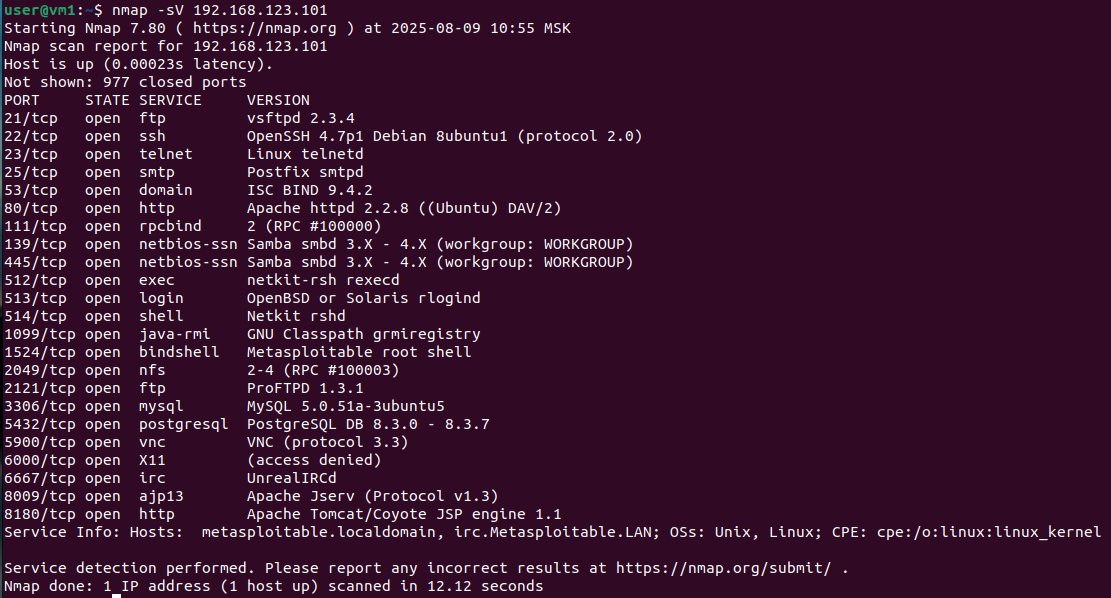 user@vm1:~$ nmap -sV 192.168.123.101
Starting Nmap 7.80 ( https://nmap.org ) at 2025-08-09 10:55 MSK
Nmap scan report for 192.168.123.101
Host is up (0.00023s latency).
Not shown: 977 closed ports
PORT     STATE SERVICE     VERSION
21/tcp   open  ftp         vsftpd 2.3.4
22/tcp   open  ssh         OpenSSH 4.7p1 Debian 8ubuntu1 (protocol 2.0)
23/tcp   open  telnet      Linux telnetd
25/tcp   open  smtp        Postfix smtpd
53/tcp   open  domain      ISC BIND 9.4.2
80/tcp   open  http        Apache httpd 2.2.8 ((Ubuntu) DAV/2)
111/tcp  open  rpcbind     2 (RPC #100000)
139/tcp  open  netbios-ssn Samba smbd 3.X - 4.X (workgroup: WORKGROUP)
445/tcp  open  netbios-ssn Samba smbd 3.X - 4.X (workgroup: WORKGROUP)
512/tcp  open  exec        netkit-rsh rexecd
513/tcp  open  login       OpenBSD or Solaris rlogind
514/tcp  open  shell       Netkit rshd
1099/tcp open  java-rmi    GNU Classpath grmiregistry
1524/tcp open  bindshell   Metasploitable root shell
2049/tcp open  nfs         2-4 (RPC #100003)
2121/tcp open  ftp         ProFTPD 1.3.1
3306/tcp open  mysql       MySQL 5.0.51a-3ubuntu5
5432/tcp open  postgresql  PostgreSQL DB 8.3.0 - 8.3.7
5900/tcp open  vnc         VNC (protocol 3.3)
6000/tcp open  X11         (access denied)
6667/tcp open  irc         UnrealIRCd
8009/tcp open  ajp13       Apache Jserv (Protocol v1.3)
8180/tcp open  http        Apache Tomcat/Coyote JSP engine 1.1
Service Info: Hosts:  metasploitable.localdomain, irc.Metasploitable.LAN; OSs: Unix, Linux; CPE: cpe:/o:linux:linux_kernel
Service detection performed. Please report any incorrect results at https://nmap.org/submit/ .
Nmap done: 1 IP address (1 host up) scanned in 12.12 seconds